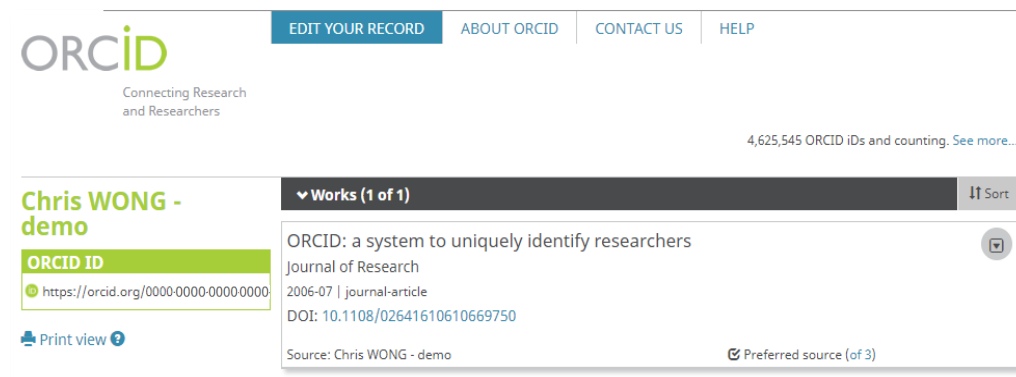 ORCID
Connecting Research
and Researchers
EDIT YOUR RECORD
ABOUT ORCID
CONTACT US
HELP
4,625,545 ORCID iDs and counting. See more...
Chris WONG -
demo
ORCID ID
iD https://orcid.org/0000-0000-0000-0000-
Print view ?
Works (1 of 1)
Sort
ORCID: a system to uniquely identify researchers
Journal of Research
2006-07 | journal-article
DOI: 10.1108/02641610610669750
Source: Chris WONG - demo
Preferred source (of 3)